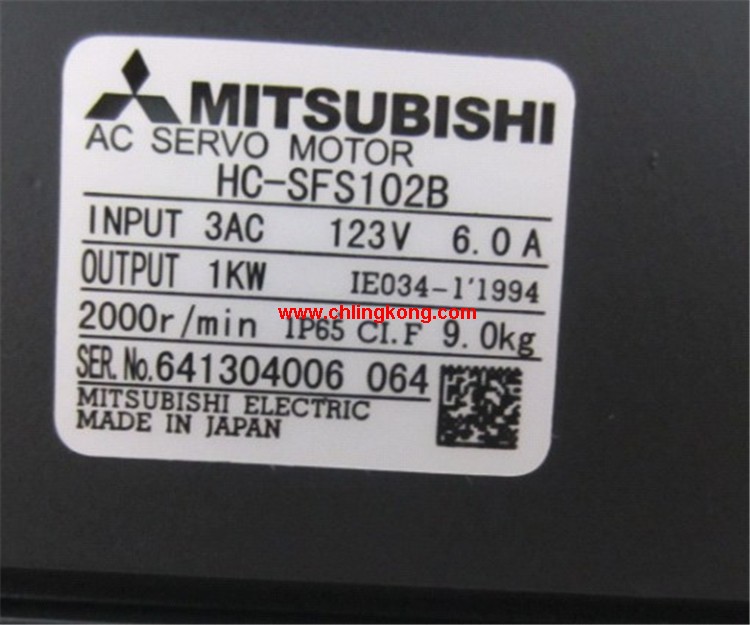 MITSUBISHI
AC SERVO MOTOR
HC-SFS102B
INPUT 3AC 123V 6.0A
OUTPUT 1KW IE034-1'1994
www.chlingkong.com
2000r/min IP65 CI.F 9.0kg
SER.No.641304006 064
MITSUBISHI ELECTRIC
MADE IN JAPAN